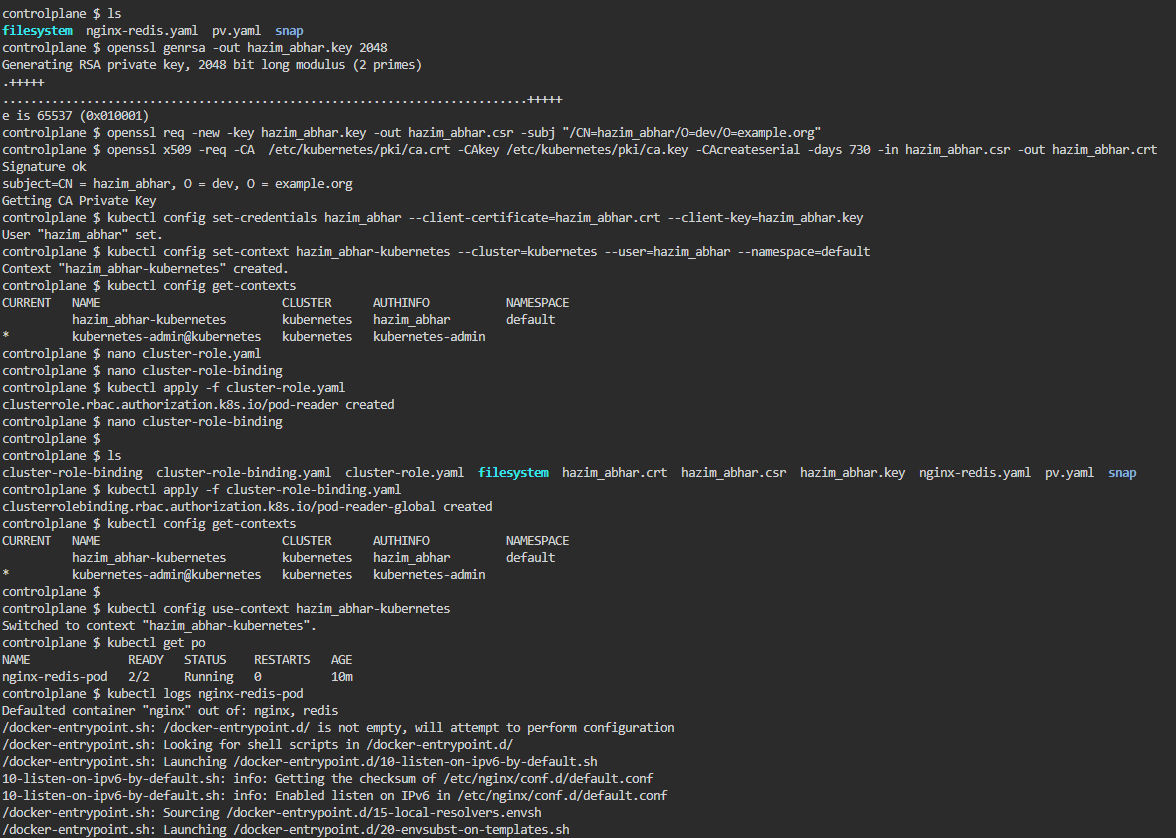 controlplane $ ls
filesystem  nginx-redis.yaml  pv.yaml  snap
controlplane $ openssl genrsa -out hazim_abhar.key 2048
Generating RSA private key, 2048 bit long modulus (2 primes)
.+++++
...........................................................................+++++
e is 65537 (0x010001)
controlplane $ openssl req -new -key hazim_abhar.key -out hazim_abhar.csr -subj "/CN=hazim_abhar/O=dev/O=example.org"
controlplane $ openssl x509 -req -CA  /etc/kubernetes/pki/ca.crt -CAkey /etc/kubernetes/pki/ca.key -CAcreateserial -days 730 -in hazim_abhar.csr -out hazim_abhar.crt
Signature ok
subject=CN = hazim_abhar, O = dev, O = example.org
Getting CA Private Key
controlplane $ kubectl config set-credentials hazim_abhar --client-certificate=hazim_abhar.crt --client-key=hazim_abhar.key
User "hazim_abhar" set.
controlplane $ kubectl config set-context hazim_abhar-kubernetes --cluster=kubernetes --user=hazim_abhar --namespace=default
Context "hazim_abhar-kubernetes" created.
controlplane $ kubectl config get-contexts
CURRENT   NAME                          CLUSTER      AUTHINFO           NAMESPACE
          hazim_abhar-kubernetes        kubernetes   hazim_abhar        default
*         kubernetes-admin@kubernetes   kubernetes   kubernetes-admin
controlplane $ nano cluster-role.yaml
controlplane $ nano cluster-role-binding
controlplane $ kubectl apply -f cluster-role.yaml
clusterrole.rbac.authorization.k8s.io/pod-reader created
controlplane $ nano cluster-role-binding
controlplane $
controlplane $ ls
cluster-role-binding  cluster-role-binding.yaml  cluster-role.yaml  filesystem  hazim_abhar.crt  hazim_abhar.csr  hazim_abhar.key  nginx-redis.yaml  pv.yaml  snap
controlplane $ kubectl apply -f cluster-role-binding.yaml
clusterrolebinding.rbac.authorization.k8s.io/pod-reader-global created
controlplane $ kubectl config get-contexts
CURRENT   NAME                          CLUSTER      AUTHINFO           NAMESPACE
          hazim_abhar-kubernetes        kubernetes   hazim_abhar        default
*         kubernetes-admin@kubernetes   kubernetes   kubernetes-admin
controlplane $
controlplane $ kubectl config use-context hazim_abhar-kubernetes
Switched to context "hazim_abhar-kubernetes".
controlplane $ kubectl get po
NAME              READY   STATUS    RESTARTS   AGE
nginx-redis-pod   2/2     Running   0          10m
controlplane $ kubectl logs nginx-redis-pod
Defaulted container "nginx" out of: nginx, redis
/docker-entrypoint.sh: /docker-entrypoint.d/ is not empty, will attempt to perform configuration
/docker-entrypoint.sh: Looking for shell scripts in /docker-entrypoint.d/
/docker-entrypoint.sh: Launching /docker-entrypoint.d/10-listen-on-ipv6-by-default.sh
10-listen-on-ipv6-by-default.sh: info: Getting the checksum of /etc/nginx/conf.d/default.conf
10-listen-on-ipv6-by-default.sh: info: Enabled listen on IPv6 in /etc/nginx/conf.d/default.conf
/docker-entrypoint.sh: Sourcing /docker-entrypoint.d/15-local-resolvers.envsh
/docker-entrypoint.sh: Launching /docker-entrypoint.d/20-envsubst-on-templates.sh